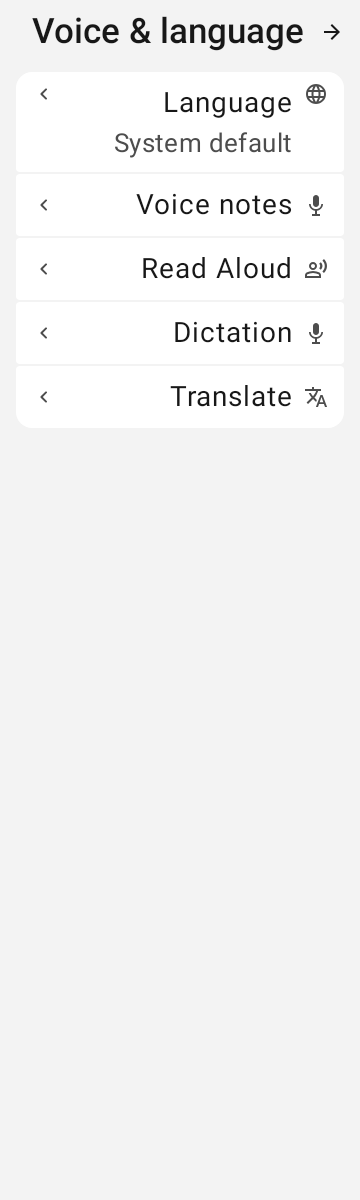 Voice & language
Language
System default
Voice notes
Read Aloud
Dictation
Translate